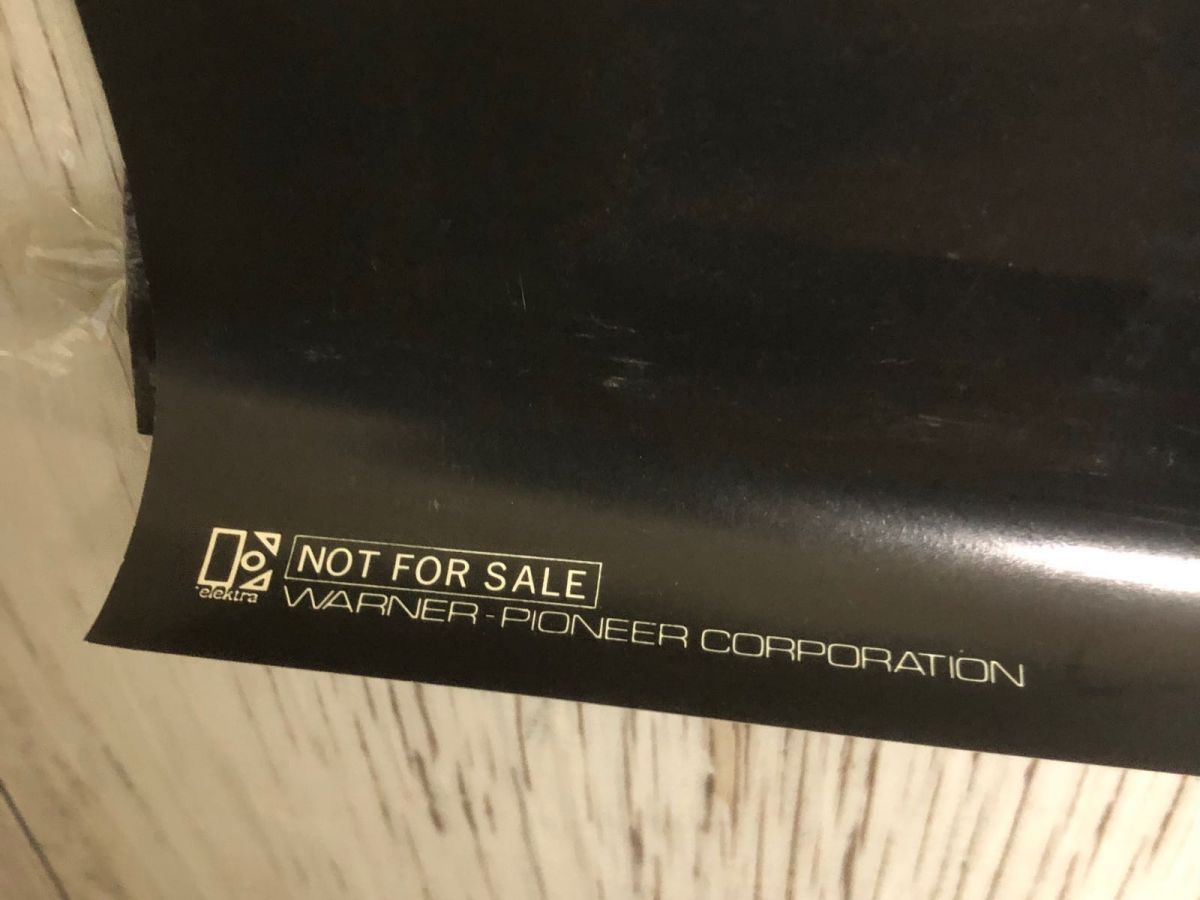 elektra
NOT FOR SALE
WARNER-PIONEER CORPORATION